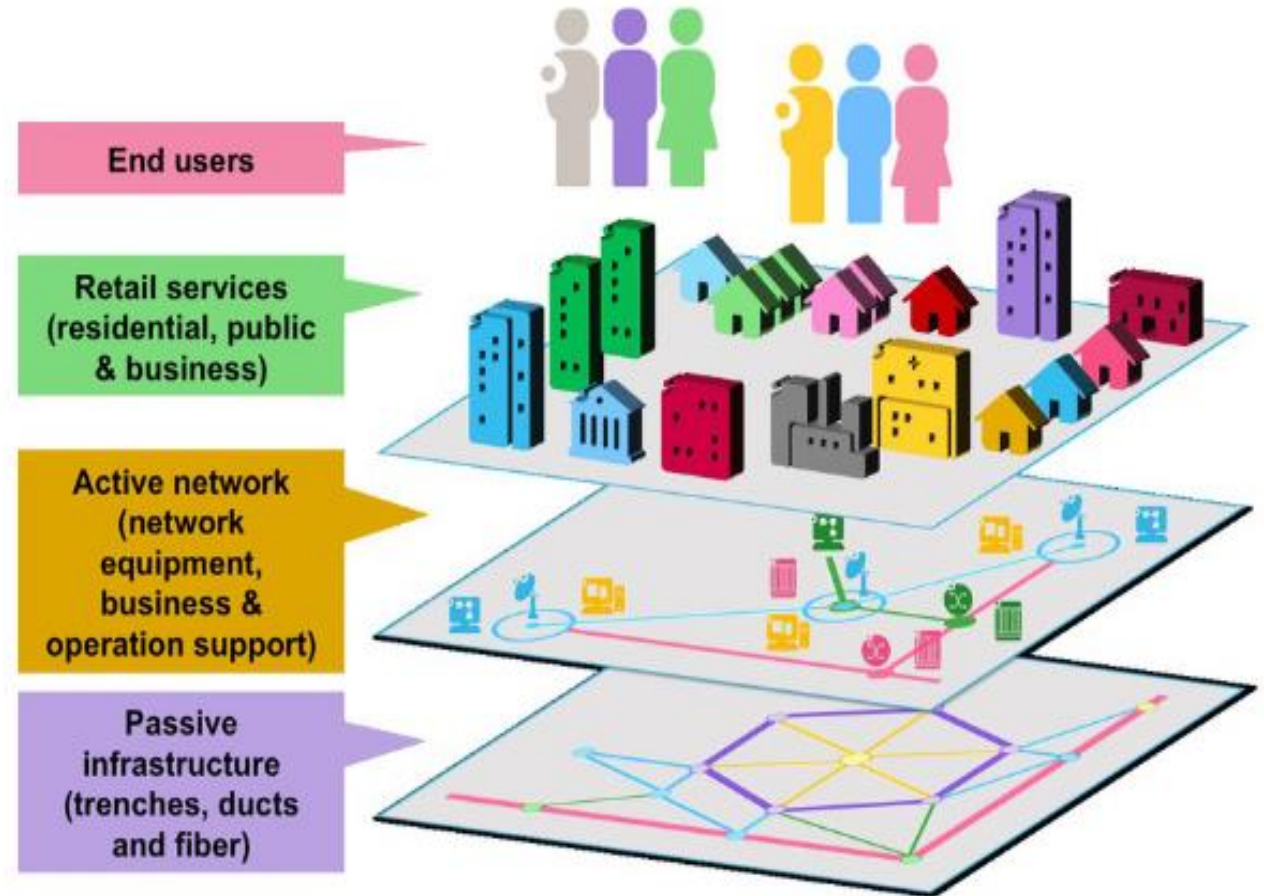 End users
Retail services
(residential, public
& business)
Active network
(network
equipment,
business &
operation support)
Passive
infrastructure
(trenches, ducts
and fiber)